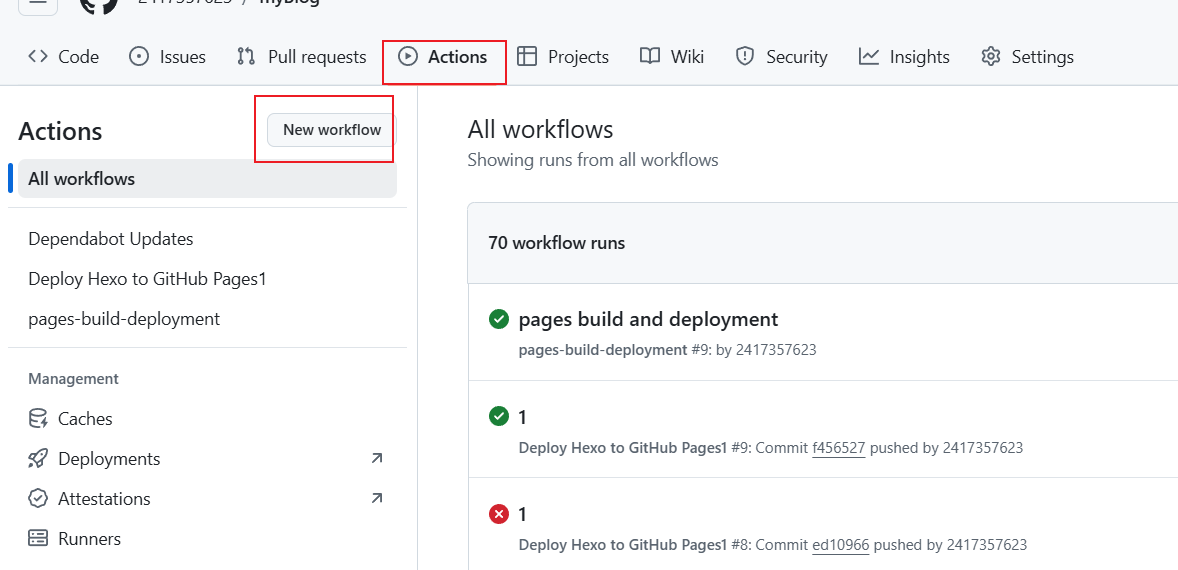 2417357623 / myblog
Code Issues Pull requests Actions Projects Wiki Security Insights Settings
Actions
New workflow
All workflows
Dependabot Updates
Deploy Hexo to GitHub Pages1
pages-build-deployment
Management
Caches
Deployments
Attestations
Runners
All workflows
Showing runs from all workflows
70 workflow runs
pages build and deployment
pages-build-deployment #9: by 2417357623
1
Deploy Hexo to GitHub Pages1 #9: Commit f456527 pushed by 2417357623
1
Deploy Hexo to GitHub Pages1 #8: Commit ed10966 pushed by 2417357623